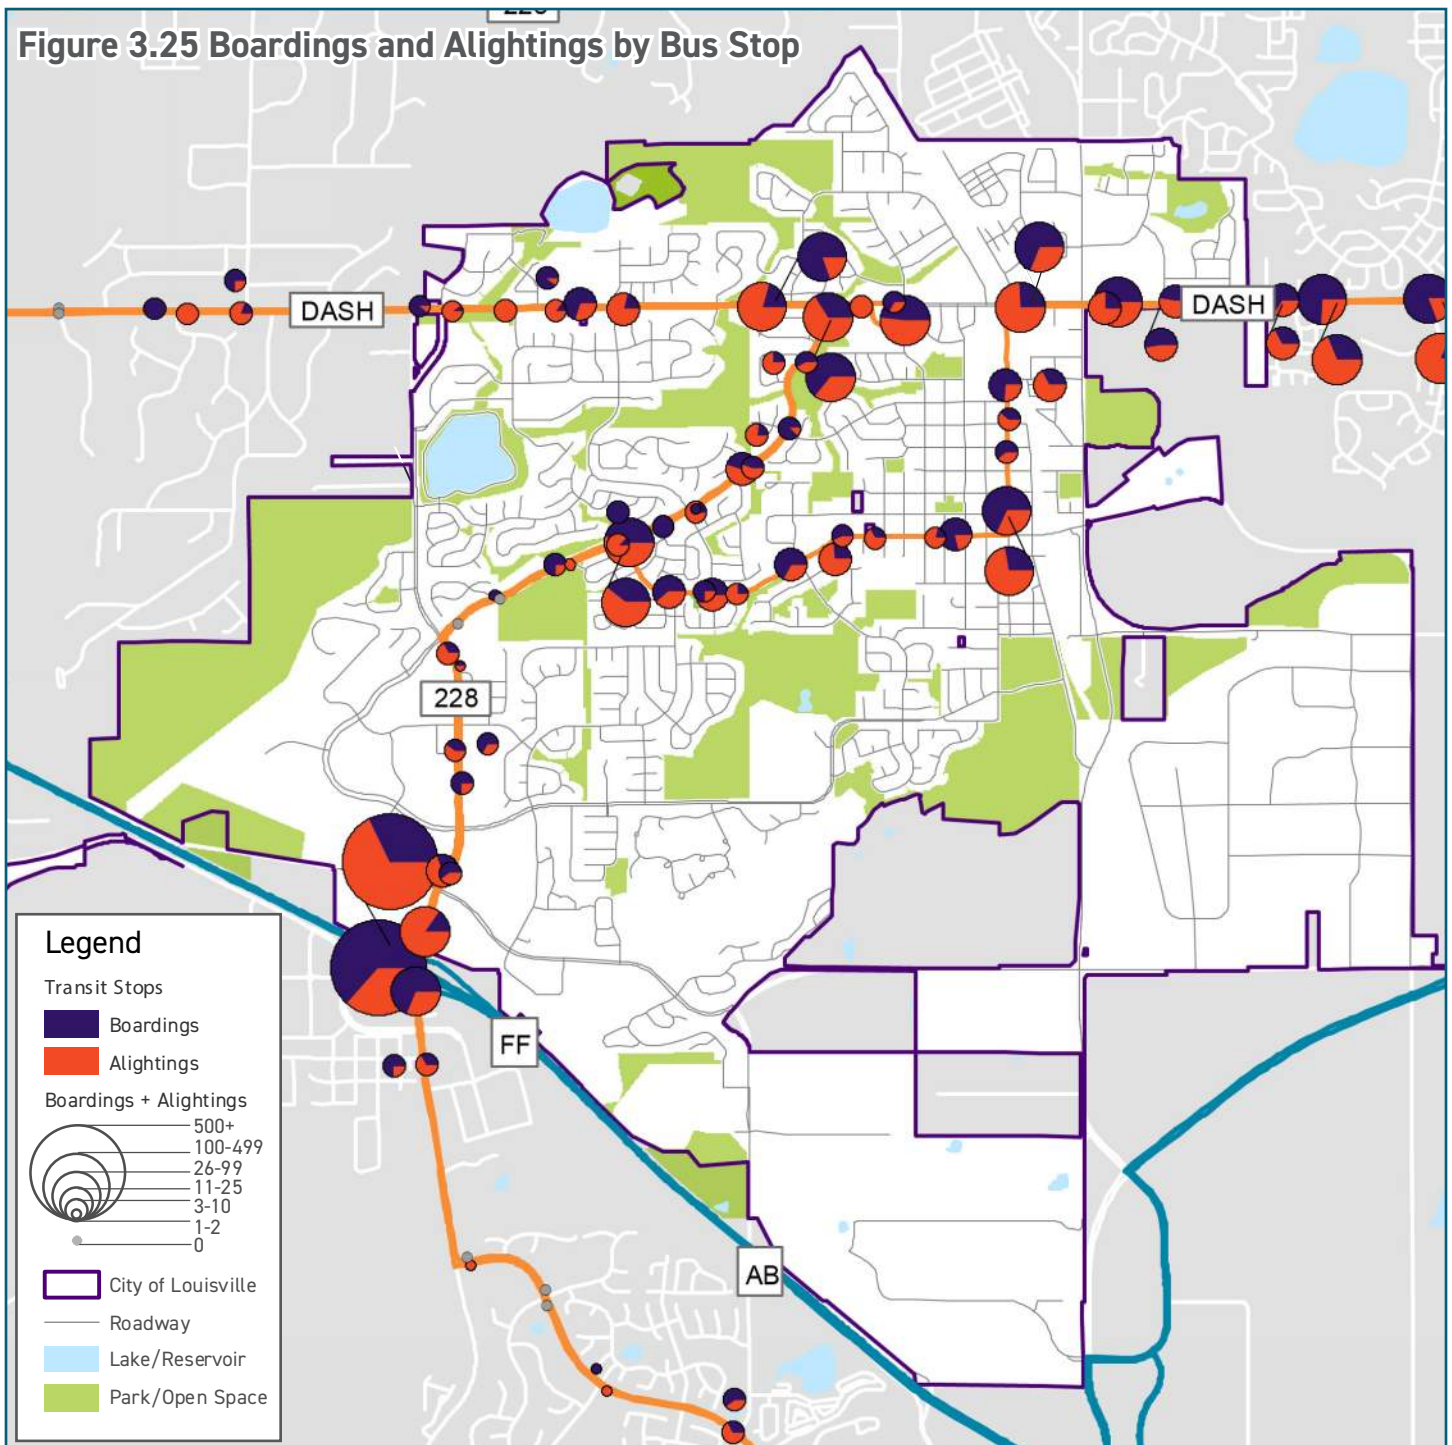 Figure 3.25 Boardings and Alightings by Bus Stop
DASH
DASH
228
FF
AB
Legend
Transit Stops
Boardings
Alightings
Boardings + Alightings
500+
100-499
26-99
11-25
3-10
1-2
0
City of Louisville
Roadway
Lake/Reservoir
Park/Open Space